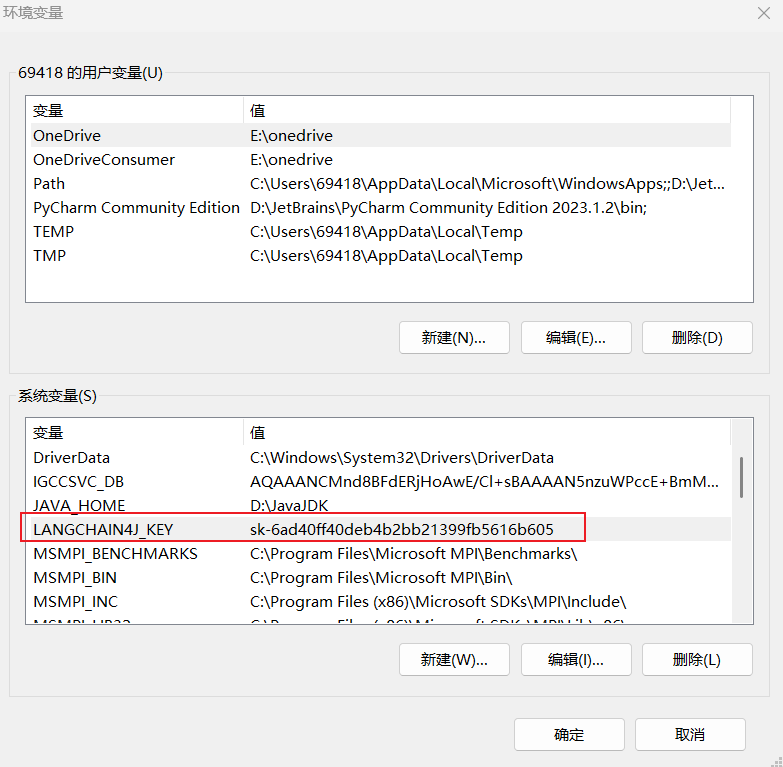 环境变量
69418 的用户变量(U)
变量 值
OneDrive E:\onedrive
OneDriveConsumer E:\onedrive
Path C:\Users\69418\AppData\Local\Microsoft\WindowsApps;;D:\Jet...
PyCharm Community Edition D:\JetBrains\PyCharm Community Edition 2023.1.2\bin;
TEMP C:\Users\69418\AppData\Local\Temp
TMP C:\Users\69418\AppData\Local\Temp
新建(N)... 编辑(E)... 删除(D)
系统变量(S)
变量 值
DriverData C:\Windows\System32\Drivers\DriverData
IGCCSVC_DB AQAAANCMnd8BFdERjHoAwE/Cl+sBAAAAN5nzuWPccE+BmM...
JAVA_HOME D:\JavaJDK
LANGCHAIN4J_KEY sk-6ad40ff40deb4b2bb21399fb5616b605
MSMPI_BENCHMARKS C:\Program Files\Microsoft MPI\Benchmarks\
MSMPI_BIN C:\Program Files\Microsoft MPI\Bin\
MSMPI_INC C:\Program Files (x86)\Microsoft SDKs\MPI\Include\
新建(W)... 编辑(I)... 删除(L)
确定 取消